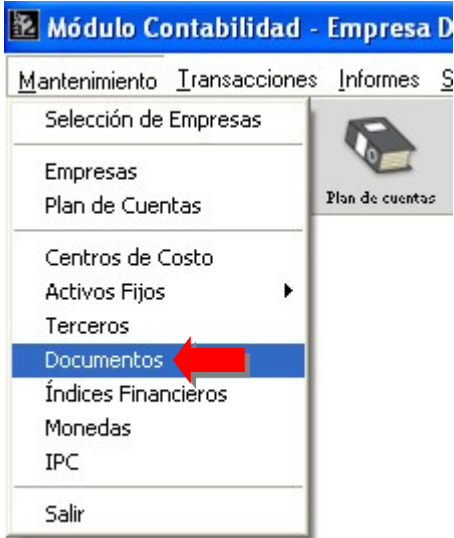 Módulo Contabilidad - Empresa D
Mantenimiento Transacciones Informes S
Selección de Empresas
Empresas
Plan de Cuentas
Plan de cuentas
Centros de Costo
Activos Fijos
Terceros
Documentos
Índices Financieros
Monedas
IPC
Salir